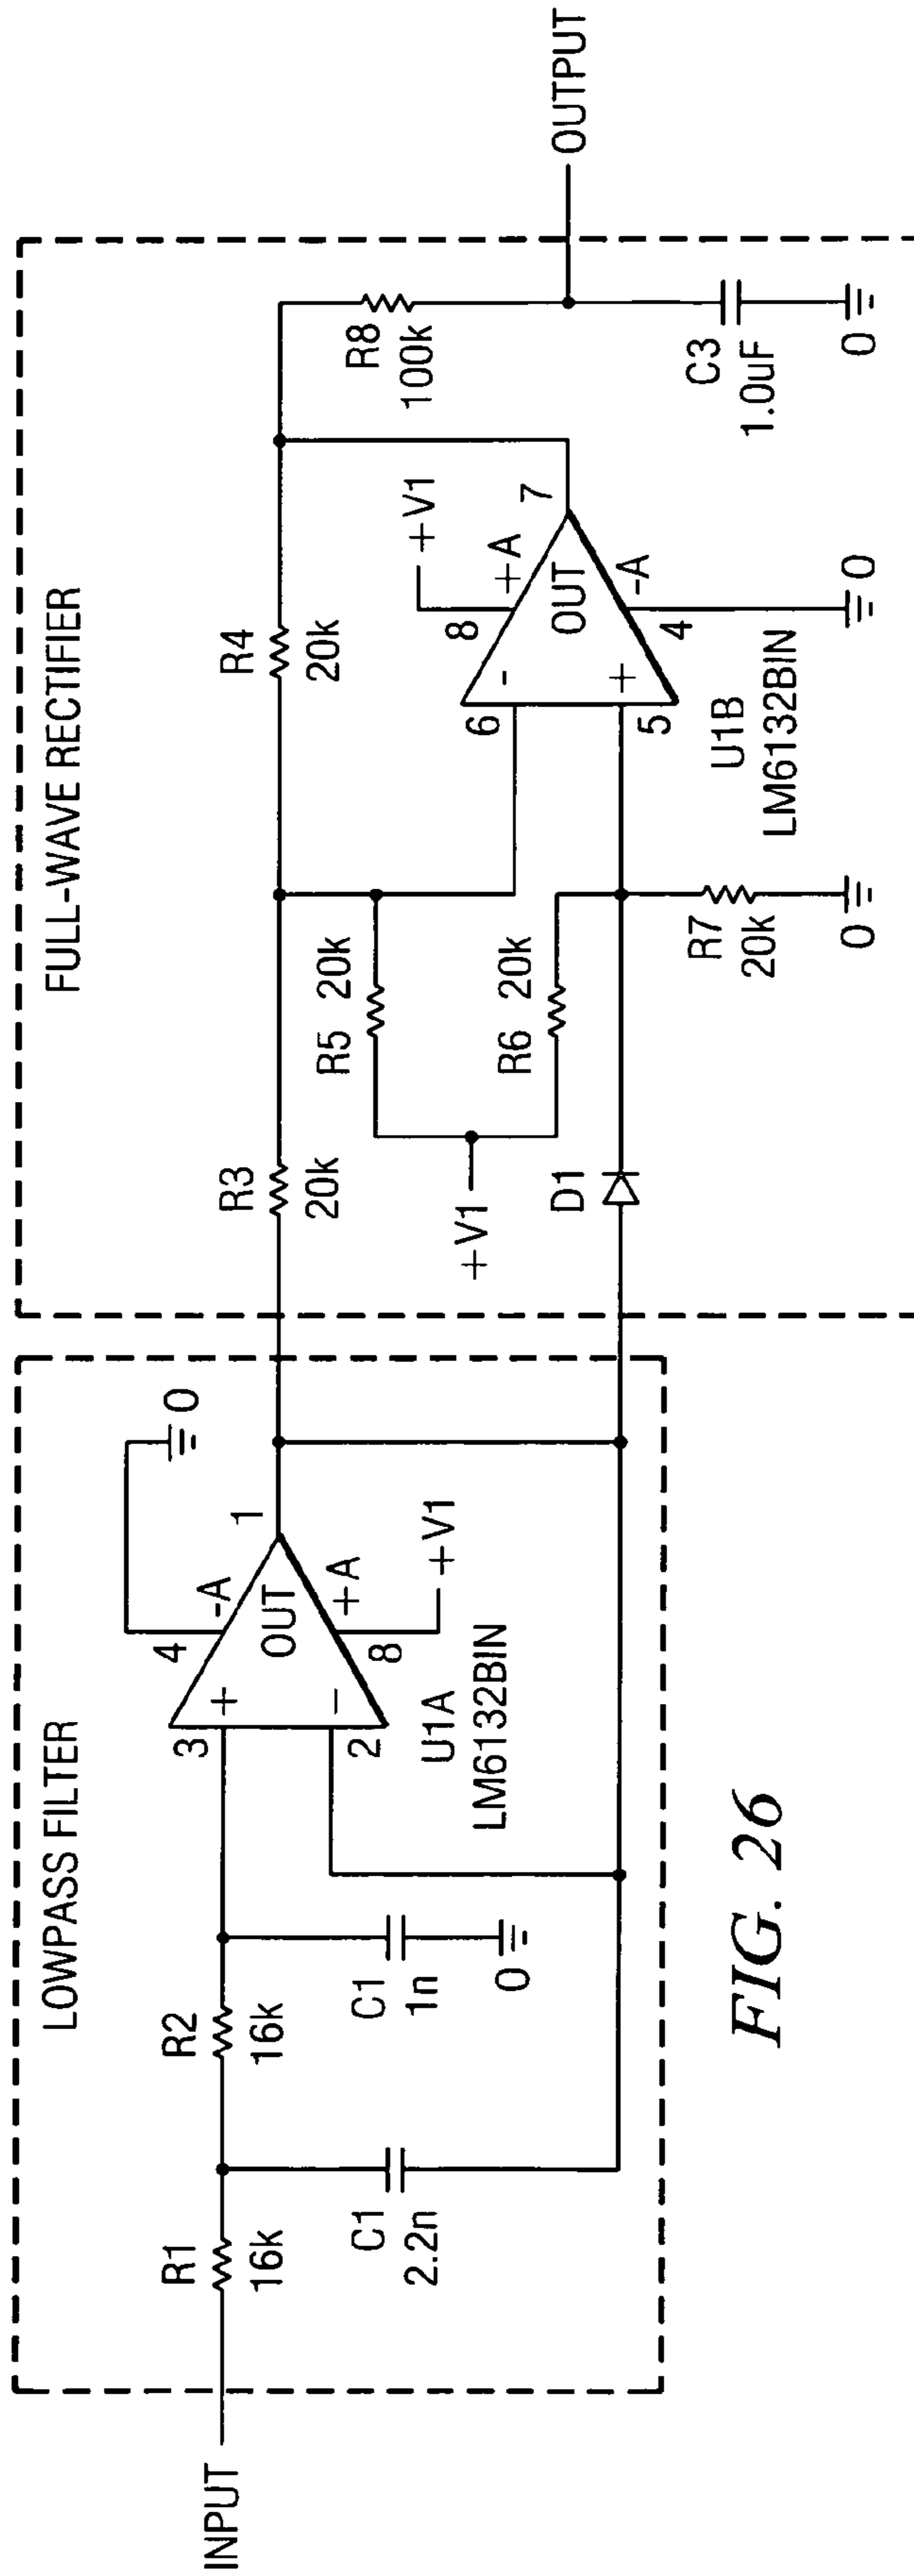 LOWPASS FILTER
INPUT
R1
16k
C1
2.2n
R2
16k
C1
1n
0
3
+
2
−
4
-A
0
OUT
1
8
+A
+V1
U1A
LM6132BIN
FULL-WAVE RECTIFIER
R3
20k
+V1
R5 20k
R6 20k
D1
R4
20k
6
-
5
+
8
+A
+V1
OUT
7
4
-A
0
U1B
LM6132BIN
R7
20k
0
R8
100k
C3
1.0uF
0
OUTPUT
FIG. 26